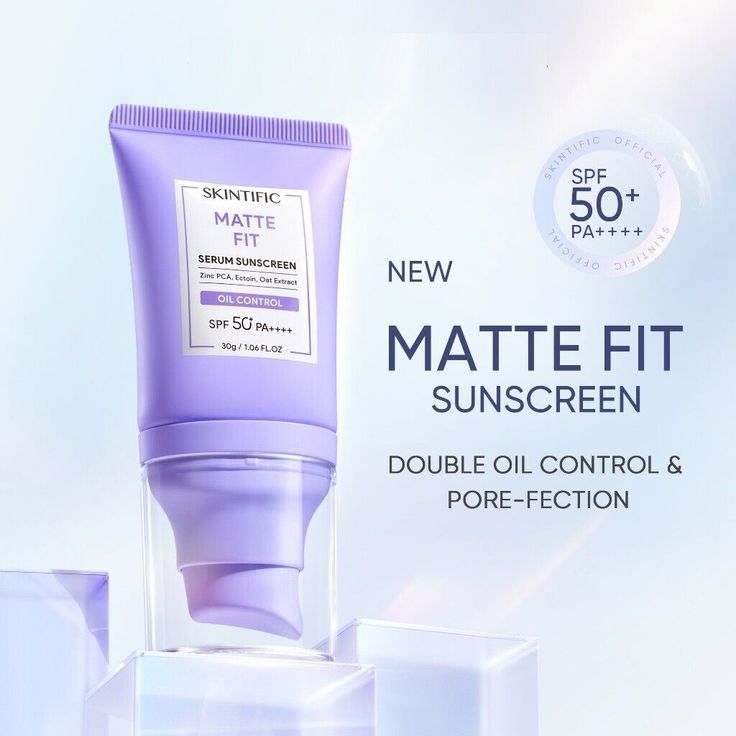 SKINTIFIC
MATTE
FIT
SERUM SUNSCREEN
Zinc PCA, Ectoin, Oat Extract
OIL CONTROL
SPF 50+ PA++++
30g / 1.06 FL.OZ
SKINTIFIC OFFICIAL
SPF
50+
PA++++
SKINTIFIC OFFICIAL
NEW
MATTE FIT
SUNSCREEN
DOUBLE OIL CONTROL &
PORE-FECTION